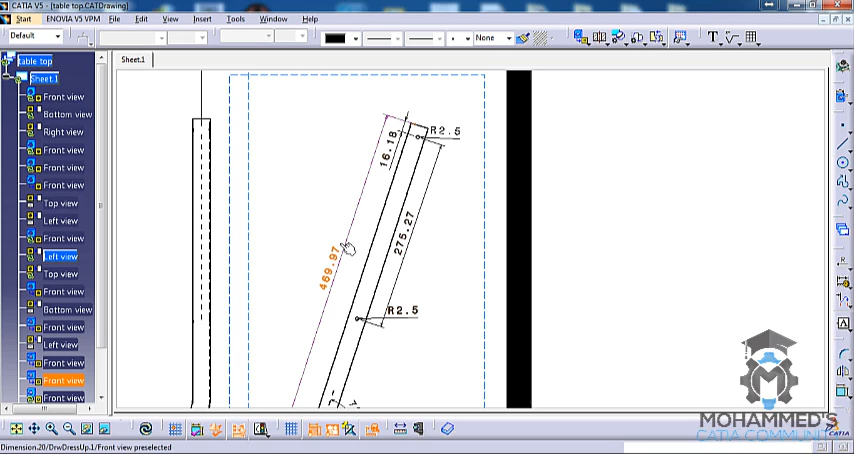 CATIA V5 - [table top.CATDrawing]
Start ENOVIA V5 VPM File Edit View Insert Tools Window Help
Default
None
Sheet.1
table top
Sheet.1
Front view
Bottom view
Right view
Front view
Front view
Front view
Top view
Left view
Front view
Left view
Top view
Front view
Bottom view
Front view
Left view
Front view
Front view
Front view
R2.5
16.18
275.27
469.97
R2.5
MOHAMMED'S
CATIA COMMUNITY
CATIA
Dimension.20/DrwDressUp.1/Front view preselected